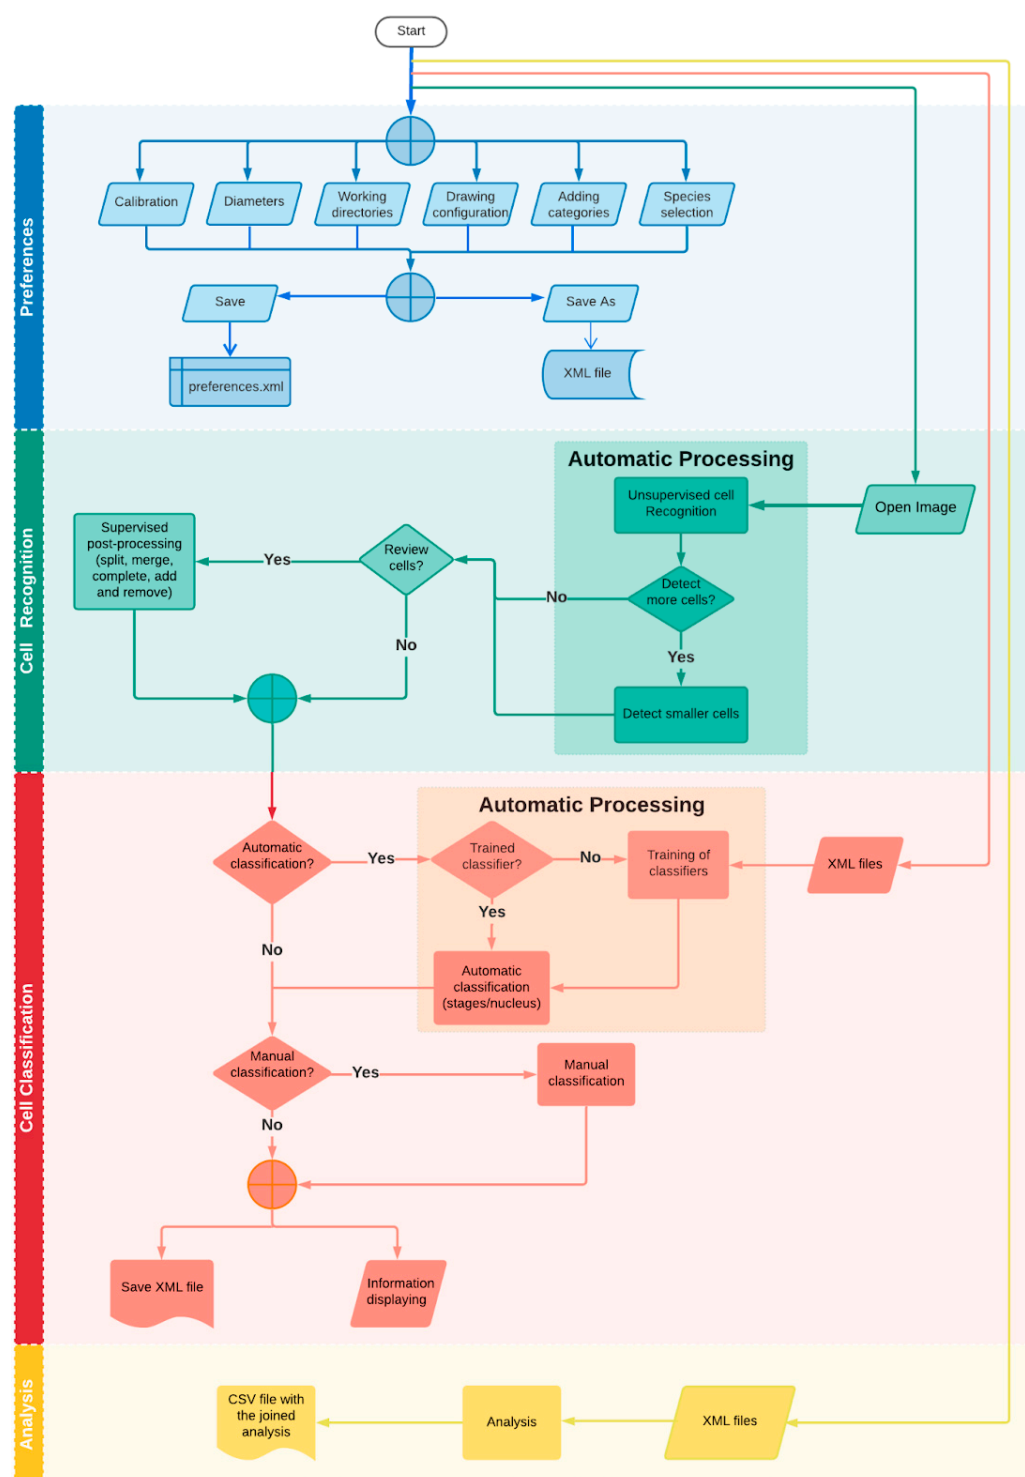 Start
Preferences
Calibration
Diameters
Working
directories
Drawing
configuration
Adding
categories
Species
selection
Save
Save As
preferences.xml
XML file
Cell Recognition
Automatic Processing
Unsupervised cell
Recognition
Open Image
Supervised
post-processing
(split, merge,
complete, add
and remove)
Yes
Review
cells?
No
Detect
more cells?
No
Yes
Detect smaller cells
Cell Classification
Automatic Processing
Automatic
classification?
Yes
Trained
classifier?
No
Training of
classifiers
XML files
Yes
No
Automatic
classification
(stages/nucleus)
Manual
classification?
Yes
Manual
classification
No
Save XML file
Information
displaying
Analysis
CSV file with
the joined
analysis
Analysis
XML files